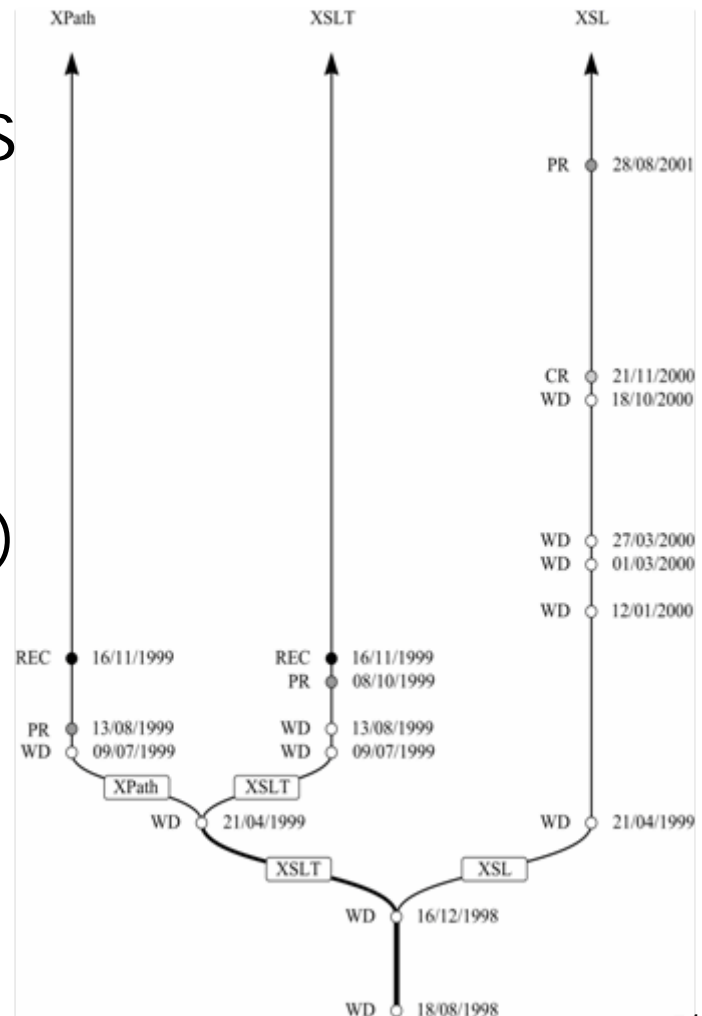 XPath XSLT XSL
S
PR 28/08/2001
CR 21/11/2000
WD 18/10/2000
)
WD 27/03/2000
WD 01/03/2000
WD 12/01/2000
REC 16/11/1999 REC 16/11/1999
PR 08/10/1999
PR 13/08/1999 WD 13/08/1999
WD 09/07/1999 WD 09/07/1999
XPath XSLT
WD 21/04/1999 WD 21/04/1999
XSLT XSL
WD 16/12/1998
WD 18/08/1998